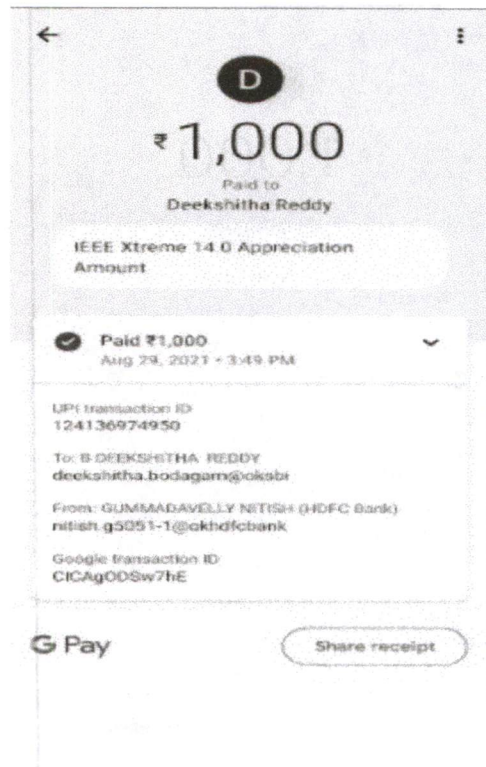 D
₹1,000
Paid to
Deekshitha Reddy
IEEE Xtreme 14.0 Appreciation
Amount
Paid ₹1,000
Aug 29, 2021 • 3:49 PM
UPI transaction ID
124136974950
To: B DEEKSHITHA REDDY
deekshitha.bodagam@oksbi
From: GUMMADAVELLY NITISH (HDFC Bank)
nitish.g5051-1@okhdfcbank
Google transaction ID
CICAgODSw7hE
G Pay
Share receipt